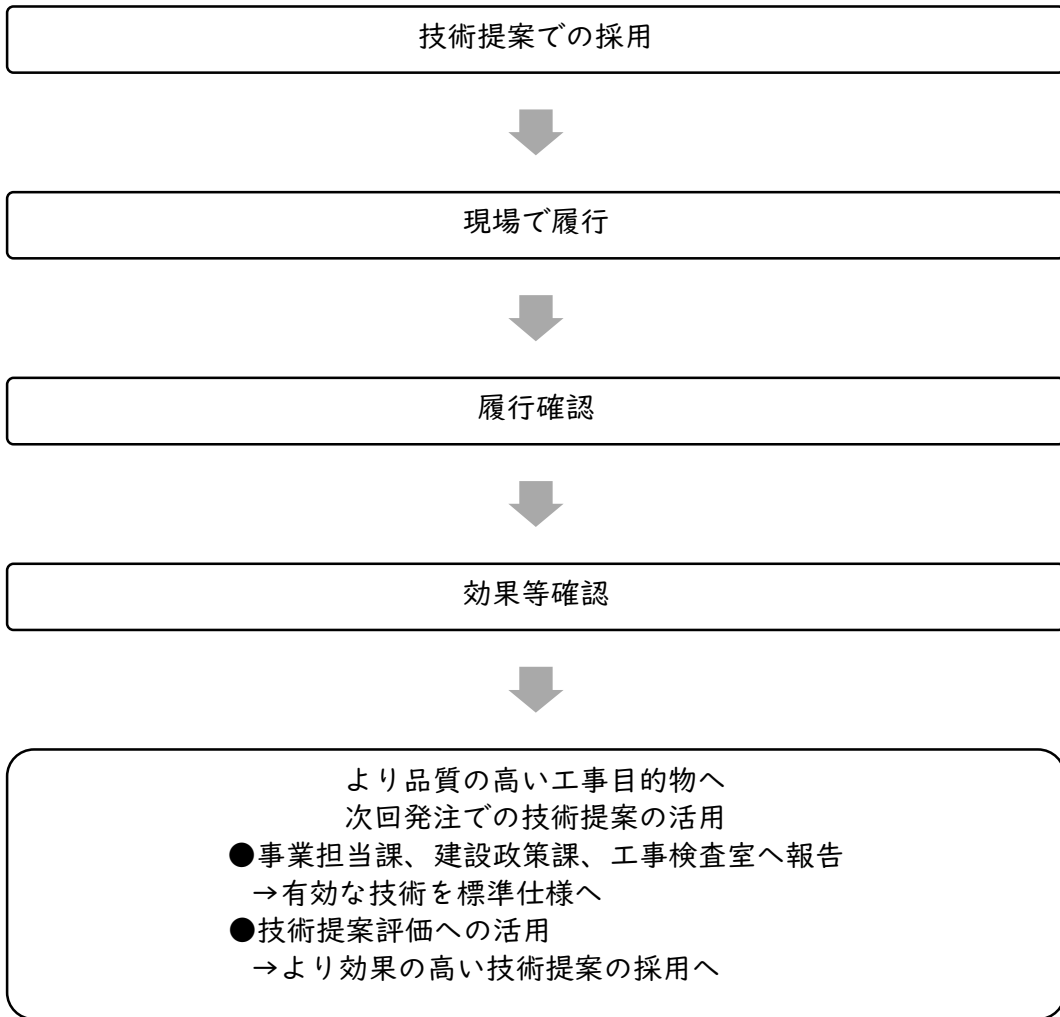 技術提案での採用
現場で履行
履行確認
効果等確認
より品質の高い工事目的物へ
次回発注での技術提案の活用
●事業担当課、建設政策課、工事検査室へ報告
→有効な技術を標準仕様へ
●技術提案評価への活用
→より効果の高い技術提案の採用へ